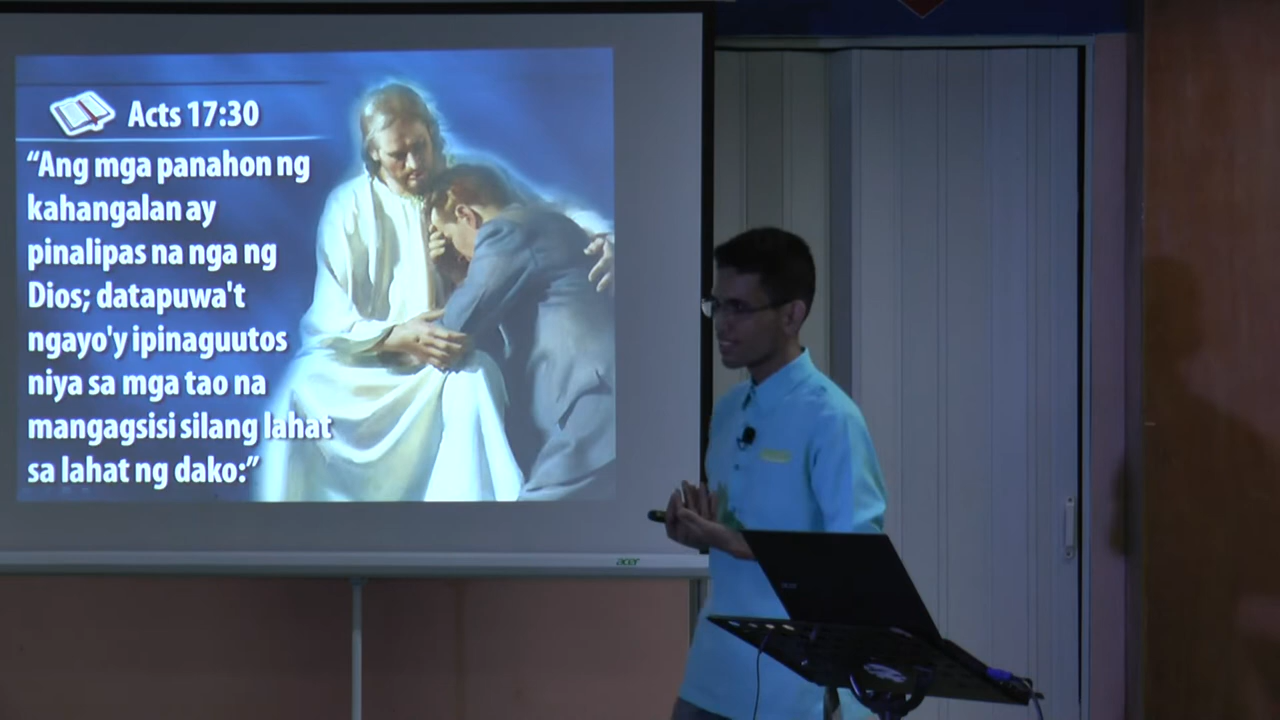 Acts 17:30
“Ang mga panahon ng
kahangalan ay
pinalipas na nga ng
Dios; datapuwa't
ngayo'y ipinaguutos
niya sa mga tao na
mangagsisi silang lahat
sa lahat ng dako:”
acer
acer